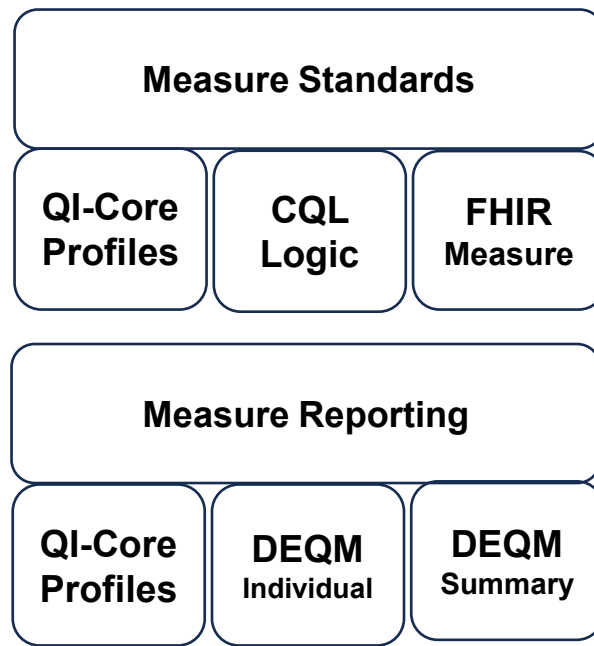 Measure Standards
QI-Core
Profiles
CQL
Logic
FHIR
Measure
Measure Reporting
QI-Core
Profiles
DEQM
Individual
DEQM
Summary